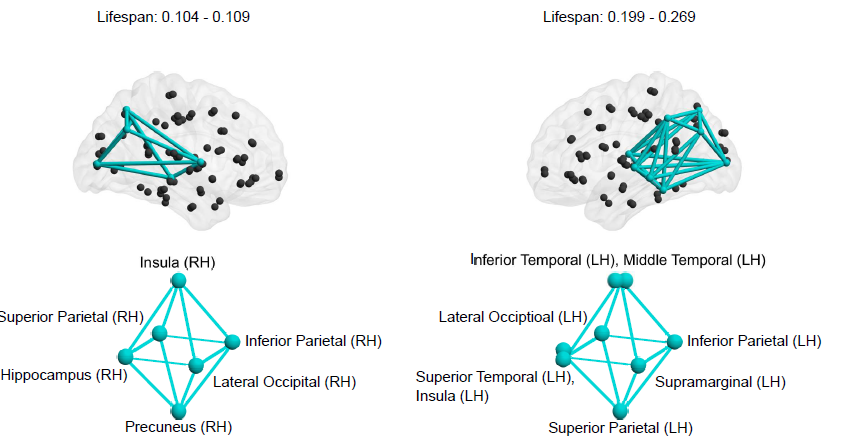 Lifespan: 0.104 - 0.109
Lifespan: 0.199 - 0.269
Insula (RH)
Superior Parietal (RH)
Inferior Parietal (RH)
Hippocampus (RH)
Lateral Occipital (RH)
Precuneus (RH)
Inferior Temporal (LH), Middle Temporal (LH)
Lateral Occiptioal (LH)
Inferior Parietal (LH)
Superior Temporal (LH),
Insula (LH)
Supramarginal (LH)
Superior Parietal (LH)